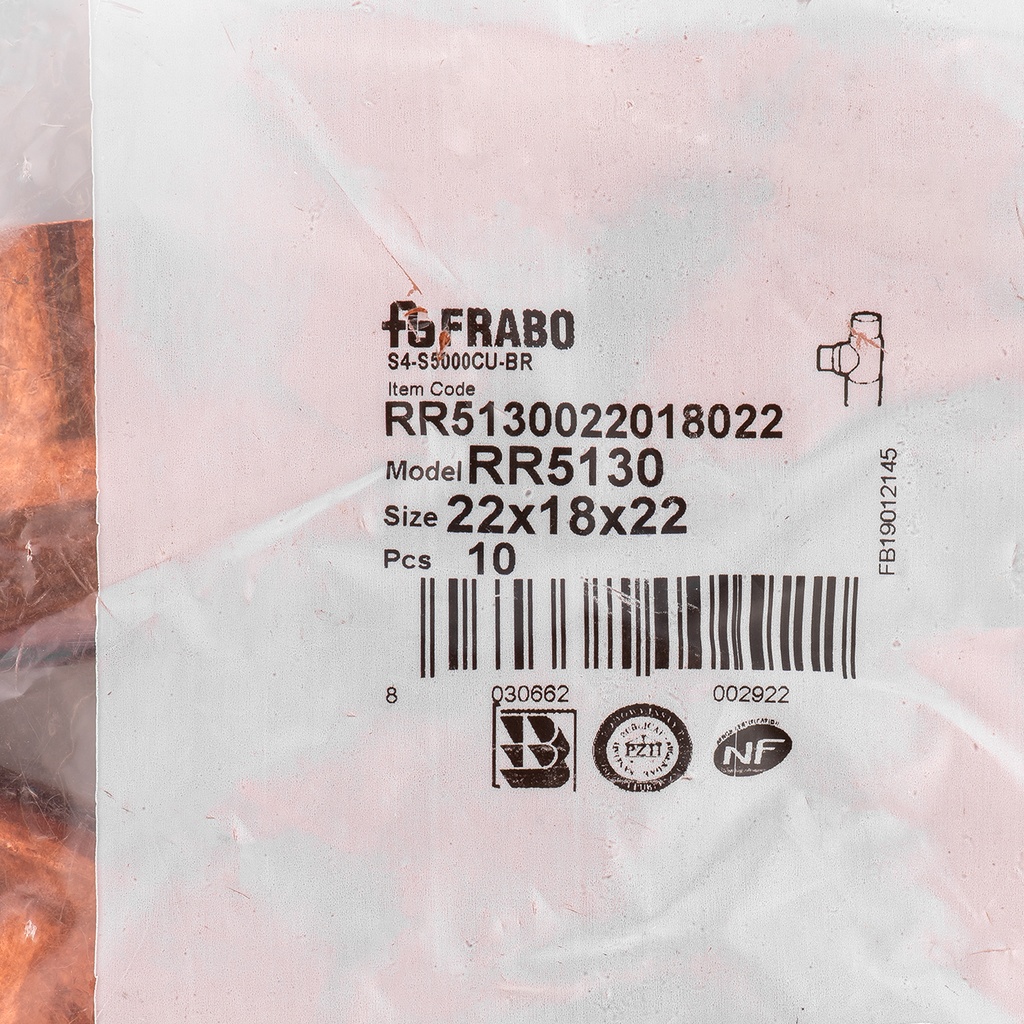 fb FRABO
S4-S5000CU-BR
Item Code
RR5130022018022
Model RR5130
Size 22x18x22
Pcs 10
FB19012145
8 030662 002922
B
PZH
NF